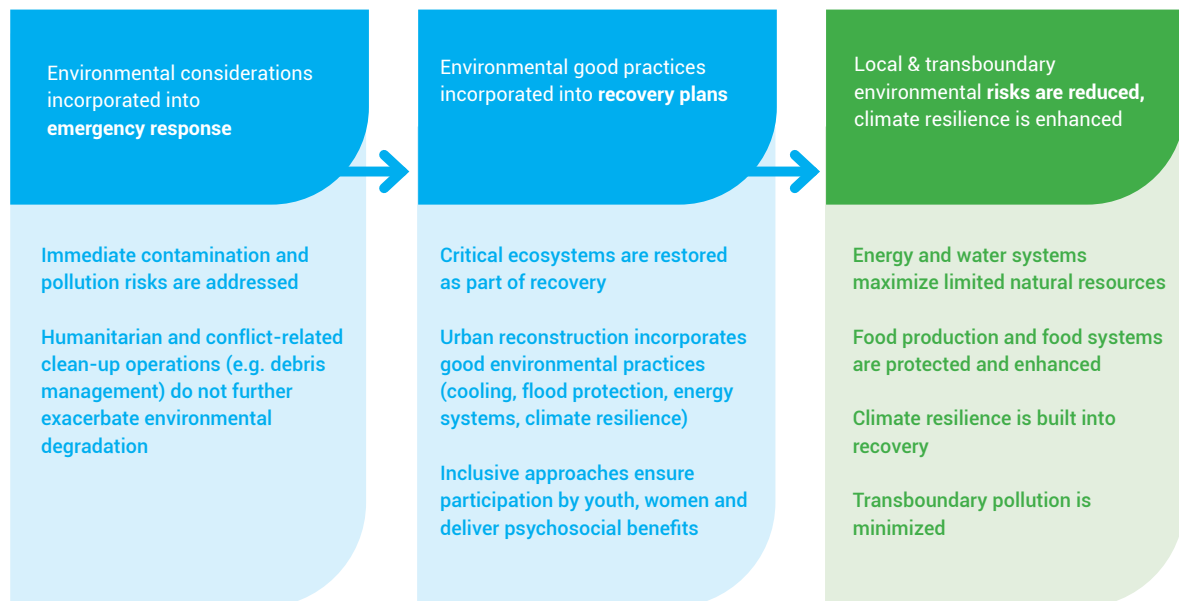 Environmental considerations
incorporated into
emergency response
Immediate contamination and
pollution risks are addressed
Humanitarian and conflict-related
clean-up operations (e.g. debris
management) do not further
exacerbate environmental
degradation
Environmental good practices
incorporated into recovery plans
Critical ecosystems are restored
as part of recovery
Urban reconstruction incorporates
good environmental practices
(cooling, flood protection, energy
systems, climate resilience)
Inclusive approaches ensure
participation by youth, women and
deliver psychosocial benefits
Local & transboundary
environmental risks are reduced,
climate resilience is enhanced
Energy and water systems
maximize limited natural resources
Food production and food systems
are protected and enhanced
Climate resilience is built into
recovery
Transboundary pollution is
minimized